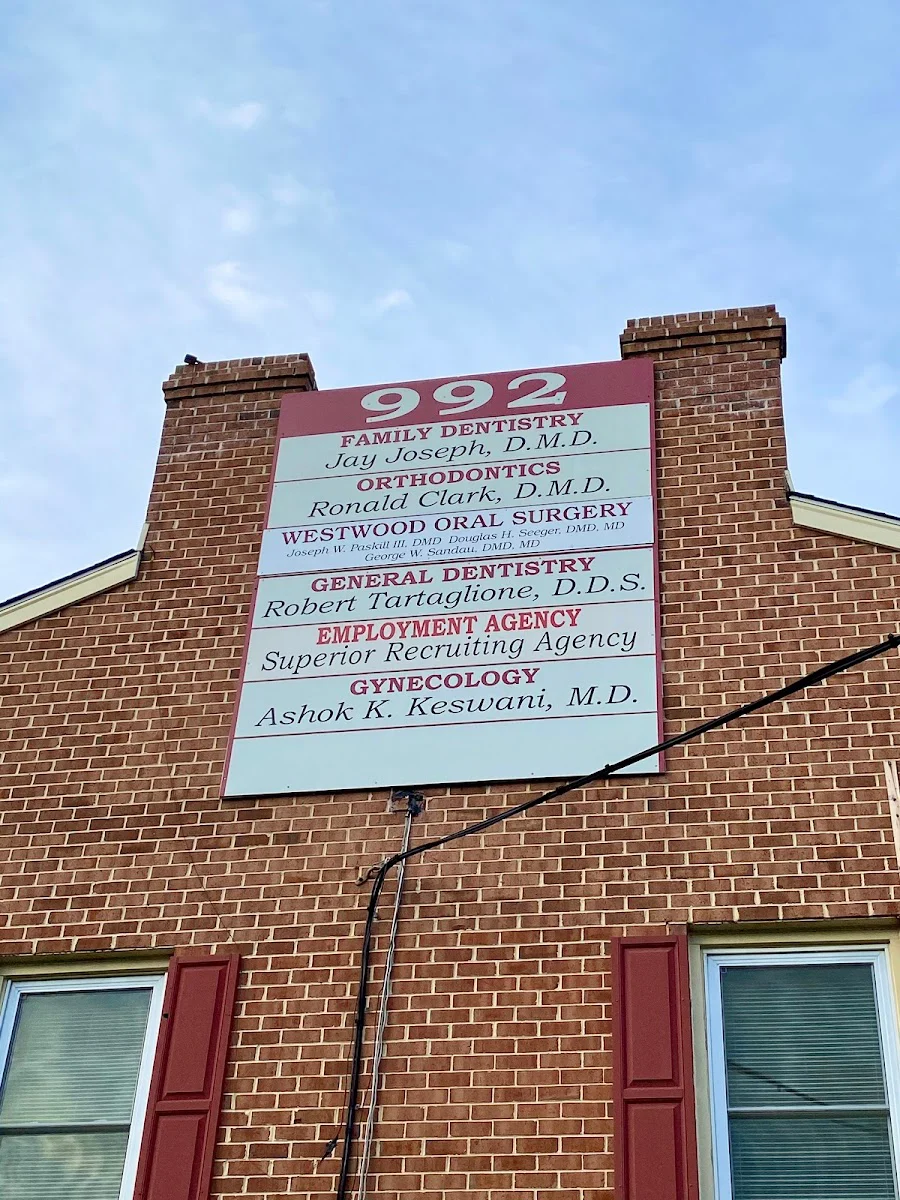 992
FAMILY DENTISTRY
Jay Joseph, D.M.D.
ORTHODONTICS
Ronald Clark, D.M.D.
WESTWOOD ORAL SURGERY
Joseph W. Paskill III, DMD Douglas H. Seeger, DMD, MD
George W. Sandau, DMD, MD
GENERAL DENTISTRY
Robert Tartaglione, D.D.S.
EMPLOYMENT AGENCY
Superior Recruiting Agency
GYNECOLOGY
Ashok K. Keswani, M.D.